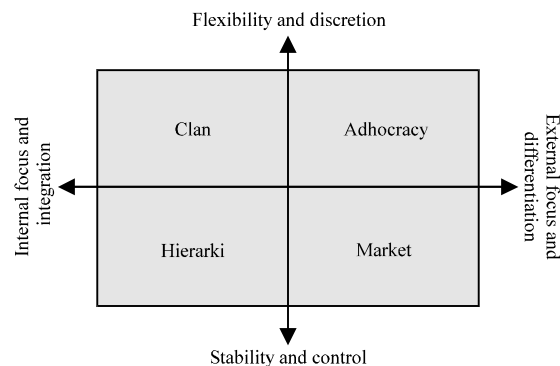 Flexibility and discretion
Internal focus and
integration
Clan
Adhocracy
External focus and
differentiation
Hierarki
Market
Stability and control